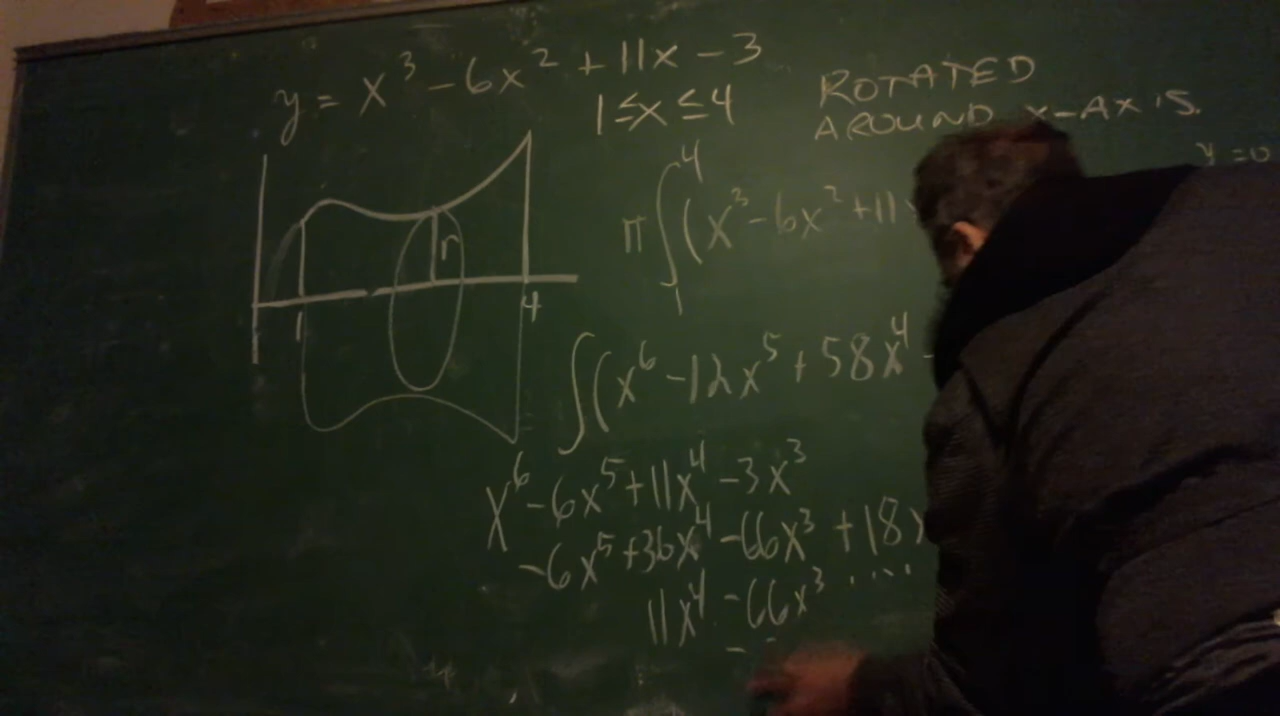 y = x³ - 6x² + 11x - 3
1 ≤ x ≤ 4
ROTATED
AROUND X-AXIS.
y = 0
r
1
4
π ∫₁⁴ (x³ - 6x² + 11
∫(x⁶ - 12x⁵ + 58x⁴ -
x⁶ - 6x⁵ + 11x⁴ - 3x³
-6x⁵ + 36x⁴ - 66x³ + 18x
11x⁴ - 66x³ ....
-